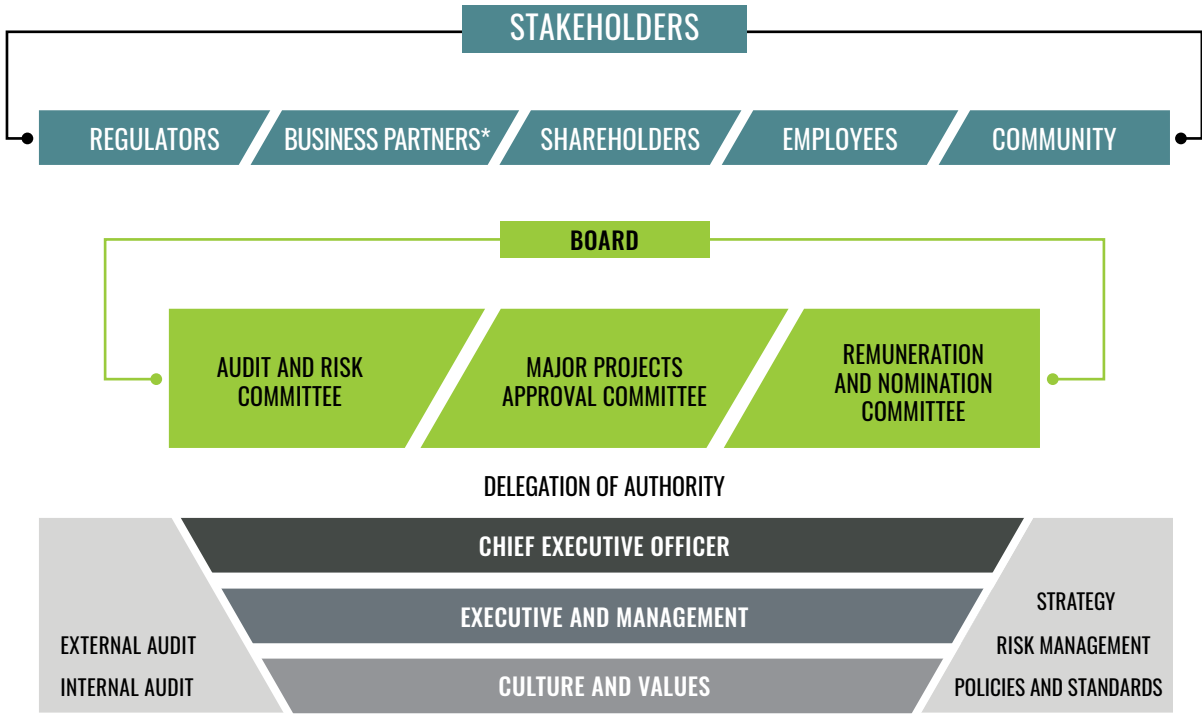 STAKEHOLDERS
REGULATORS
BUSINESS PARTNERS*
SHAREHOLDERS
EMPLOYEES
COMMUNITY
BOARD
AUDIT AND RISK
COMMITTEE
MAJOR PROJECTS
APPROVAL COMMITTEE
REMUNERATION
AND NOMINATION
COMMITTEE
DELEGATION OF AUTHORITY
CHIEF EXECUTIVE OFFICER
EXECUTIVE AND MANAGEMENT
CULTURE AND VALUES
EXTERNAL AUDIT
INTERNAL AUDIT
STRATEGY
RISK MANAGEMENT
POLICIES AND STANDARDS